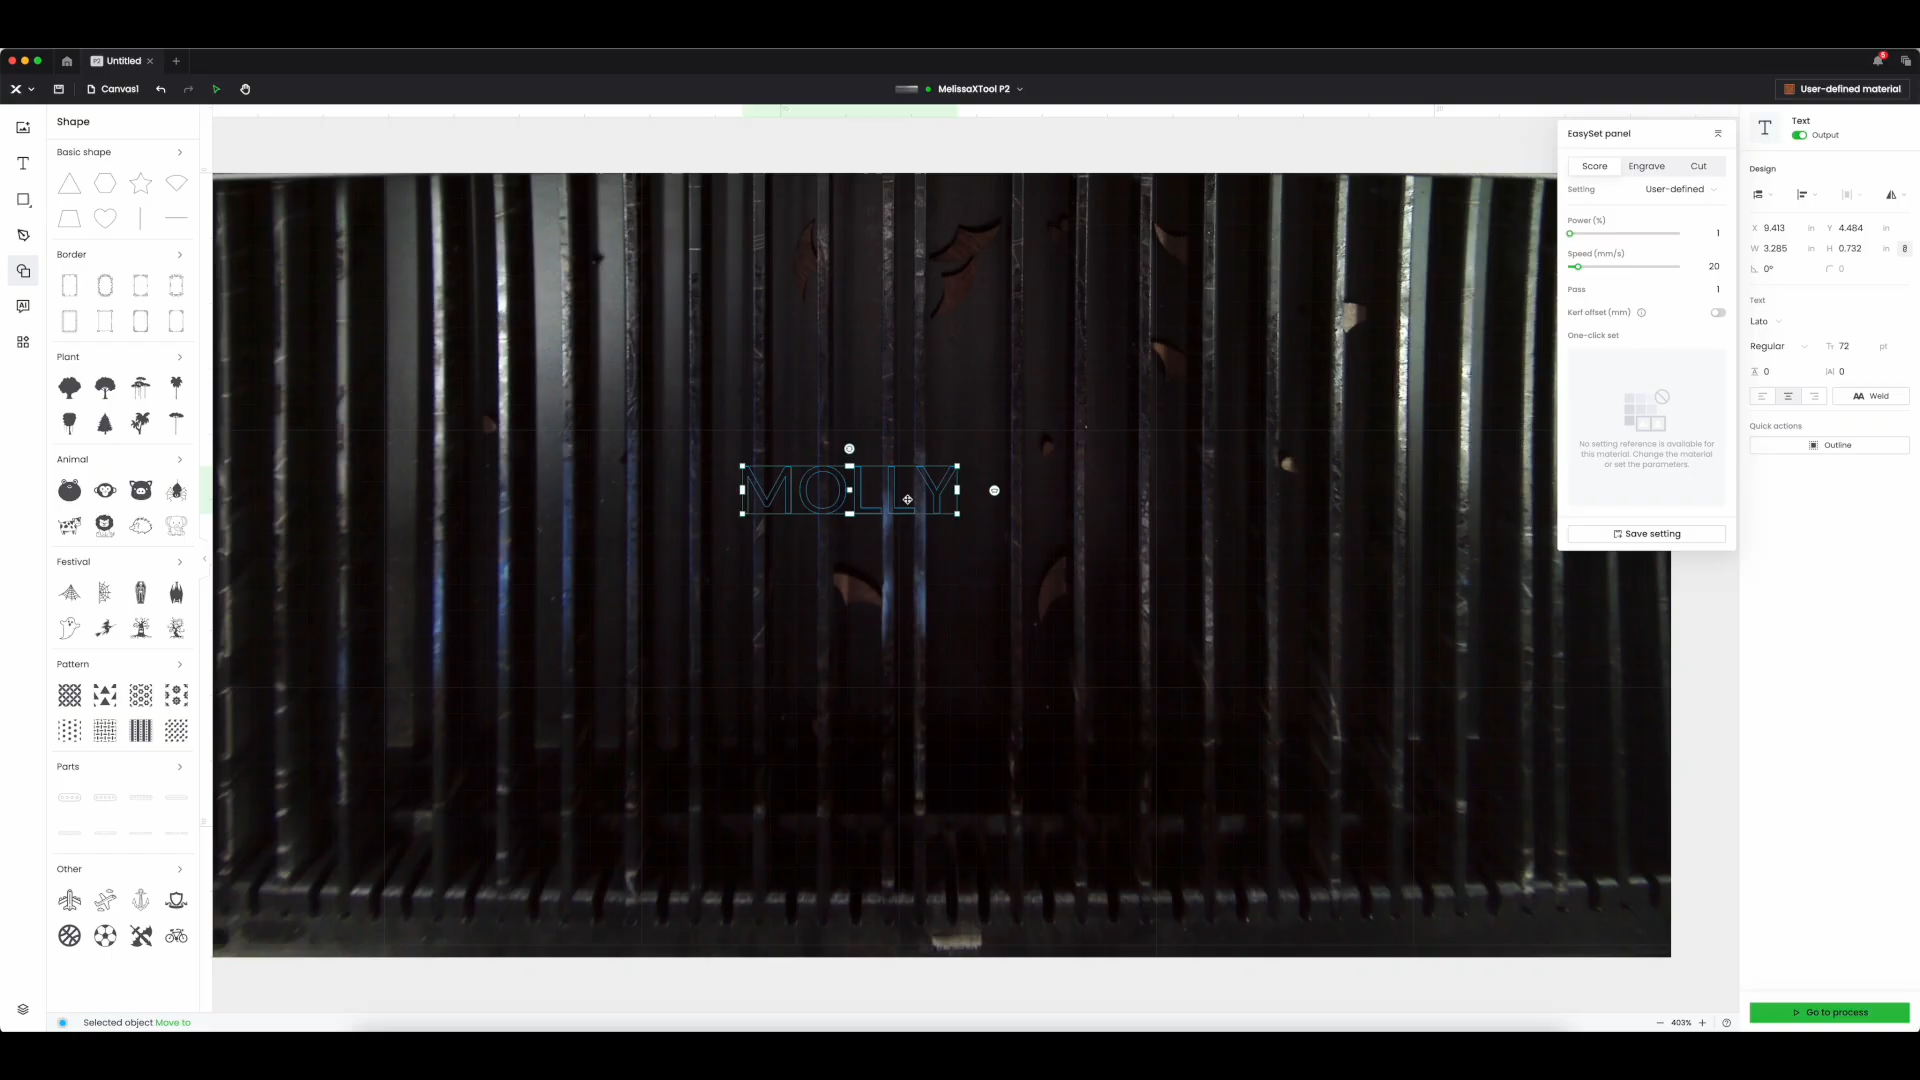 P2 Untitled
5
Canvas1
MelissaXTool P2
User-defined material
Shape
Basic shape
Border
Plant
Animal
Festival
Pattern
Parts
Other
MOLLY
EasySet panel
Score Engrave Cut
Setting User-defined
Power (%)
1
Speed (mm/s)
20
Pass 1
Kerf offset (mm)
One-click set
No setting reference is available for
this material. Change the material
or set the parameters.
Save setting
Text
Output
Design
X 9.413 in Y 4.484 in
W 3.285 in H 0.732 in
0° 0
Text
Lato
Regular 72 pt
0 0
Weld
Quick actions
Outline
Go to process
Selected object Move to
403%